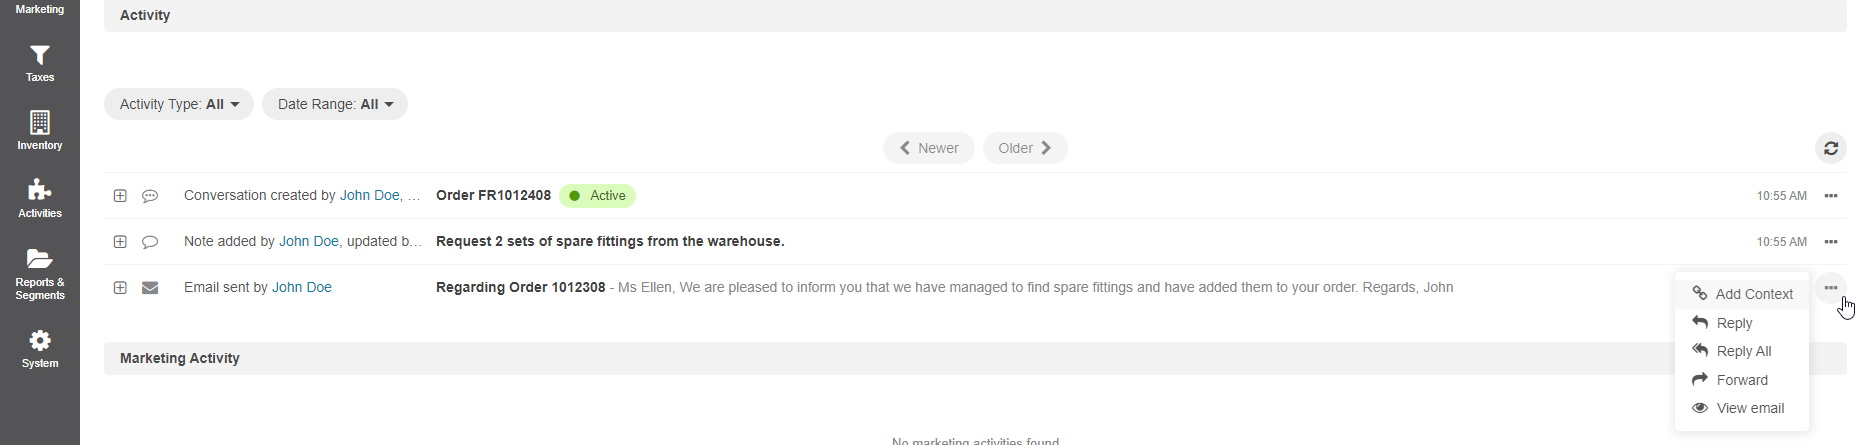 Marketing
Taxes
Inventory
Activities
Reports &
Segments
System
Activity
Activity Type: All
Date Range: All
Newer
Older
Conversation created by John Doe, ... Order FR1012408 Active 10:55 AM
Note added by John Doe, updated b... Request 2 sets of spare fittings from the warehouse. 10:55 AM
Email sent by John Doe Regarding Order 1012308 - Ms Ellen, We are pleased to inform you that we have managed to find spare fittings and have added them to your order. Regards, John
Add Context
Reply
Reply All
Forward
View email
Marketing Activity
No marketing activities found